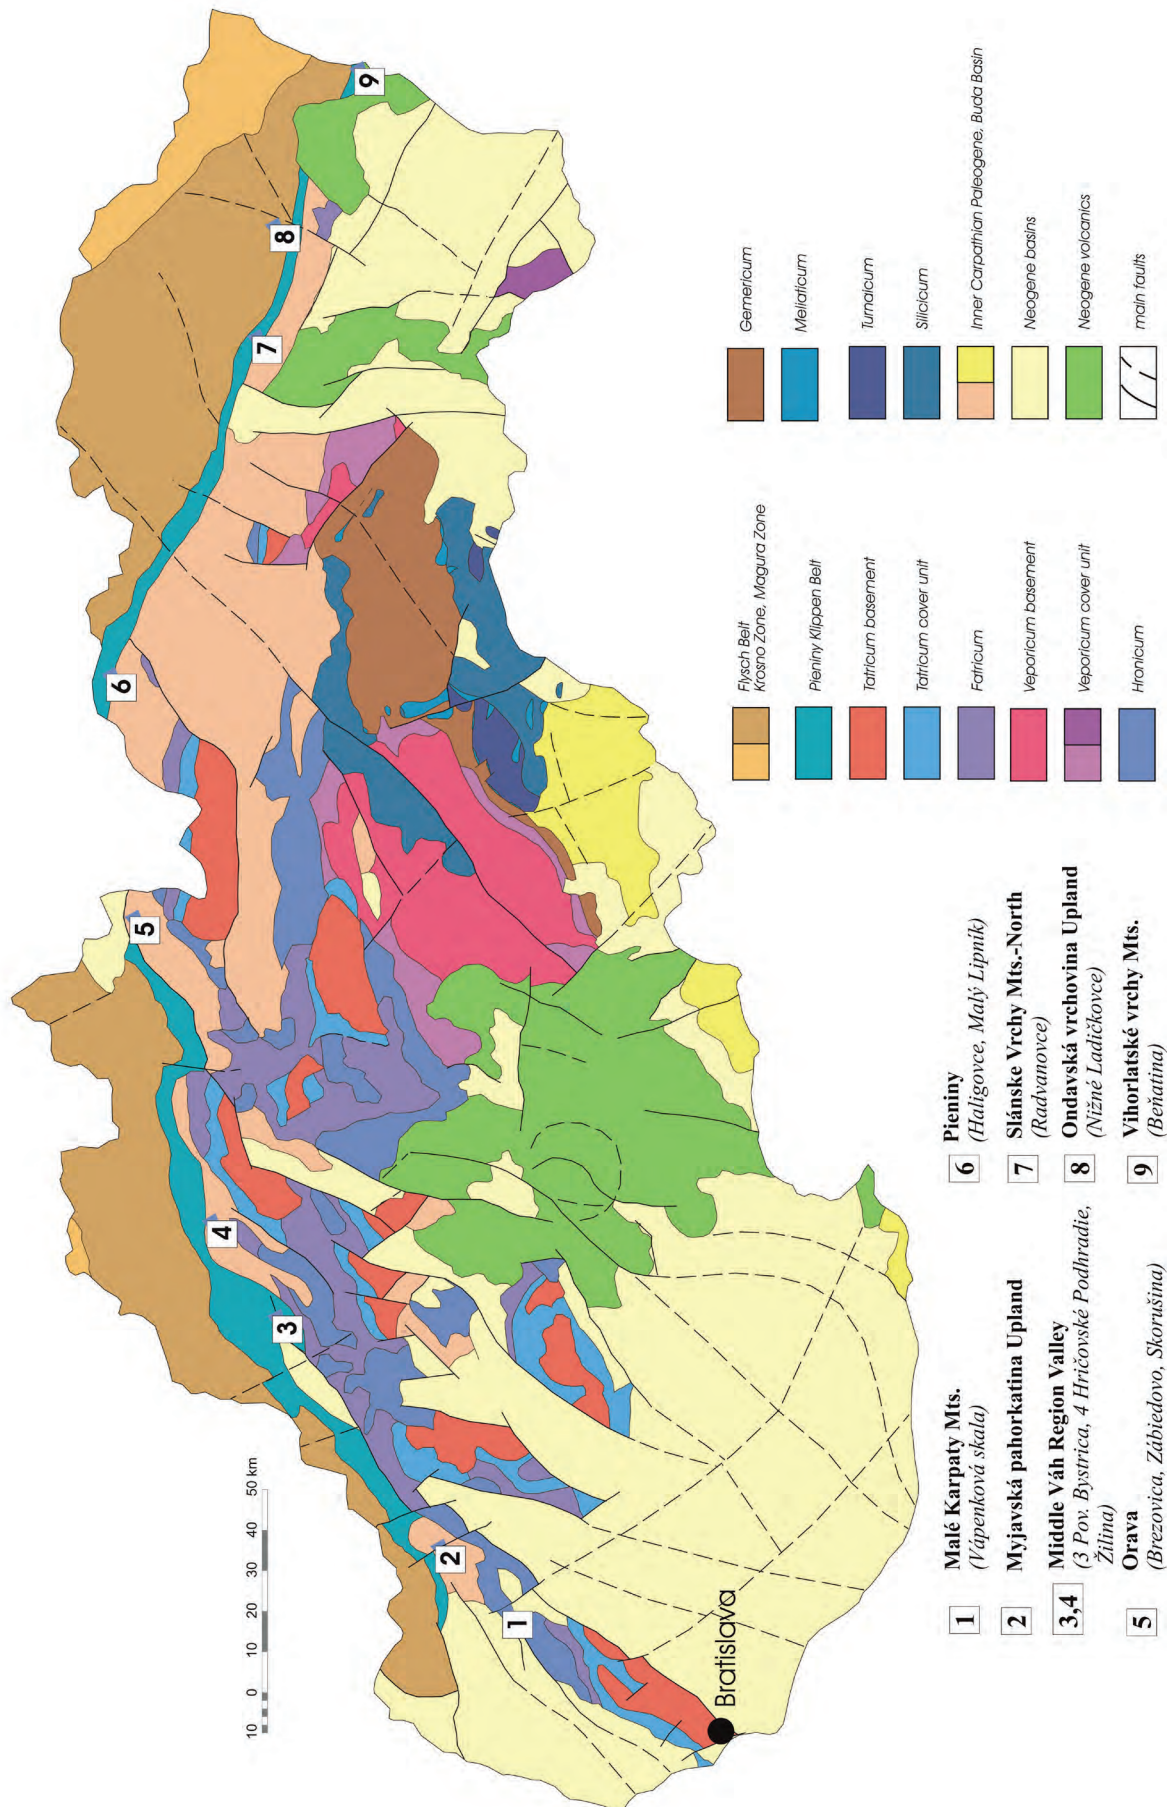 10 0 10 20 30 40 50 km
1
2
3
4
5
6
7
8
9
Bratislava
1 Malé Karpaty Mts.
(Vápenková skala)
2 Myjavská pahorkatina Upland
3,4 Middle Váh Region Valley
(3 Pov. Bystrica, 4 Hričovské Podhradie,
Žilina)
5 Orava
(Brezovica, Zábiedovo, Skorušina)
6 Pieniny
(Haligovce, Malý Lipník)
7 Slánske Vrchy Mts.-North
(Radvanovce)
8 Ondavská vrchovina Upland
(Nižné Ladičkovce)
9 Vihorlatské vrchy Mts.
(Beňatina)
Flysch Belt
Krosno Zone, Magura Zone
Pieniny Klippen Belt
Tatricum basement
Tatricum cover unit
Fatricum
Veporicum basement
Veporicum cover unit
Hronicum
Gemericum
Meliaticum
Turnaicum
Silicicum
Inner Carpathian Paleogene, Buda Basin
Neogene basins
Neogene volcanics
main faults